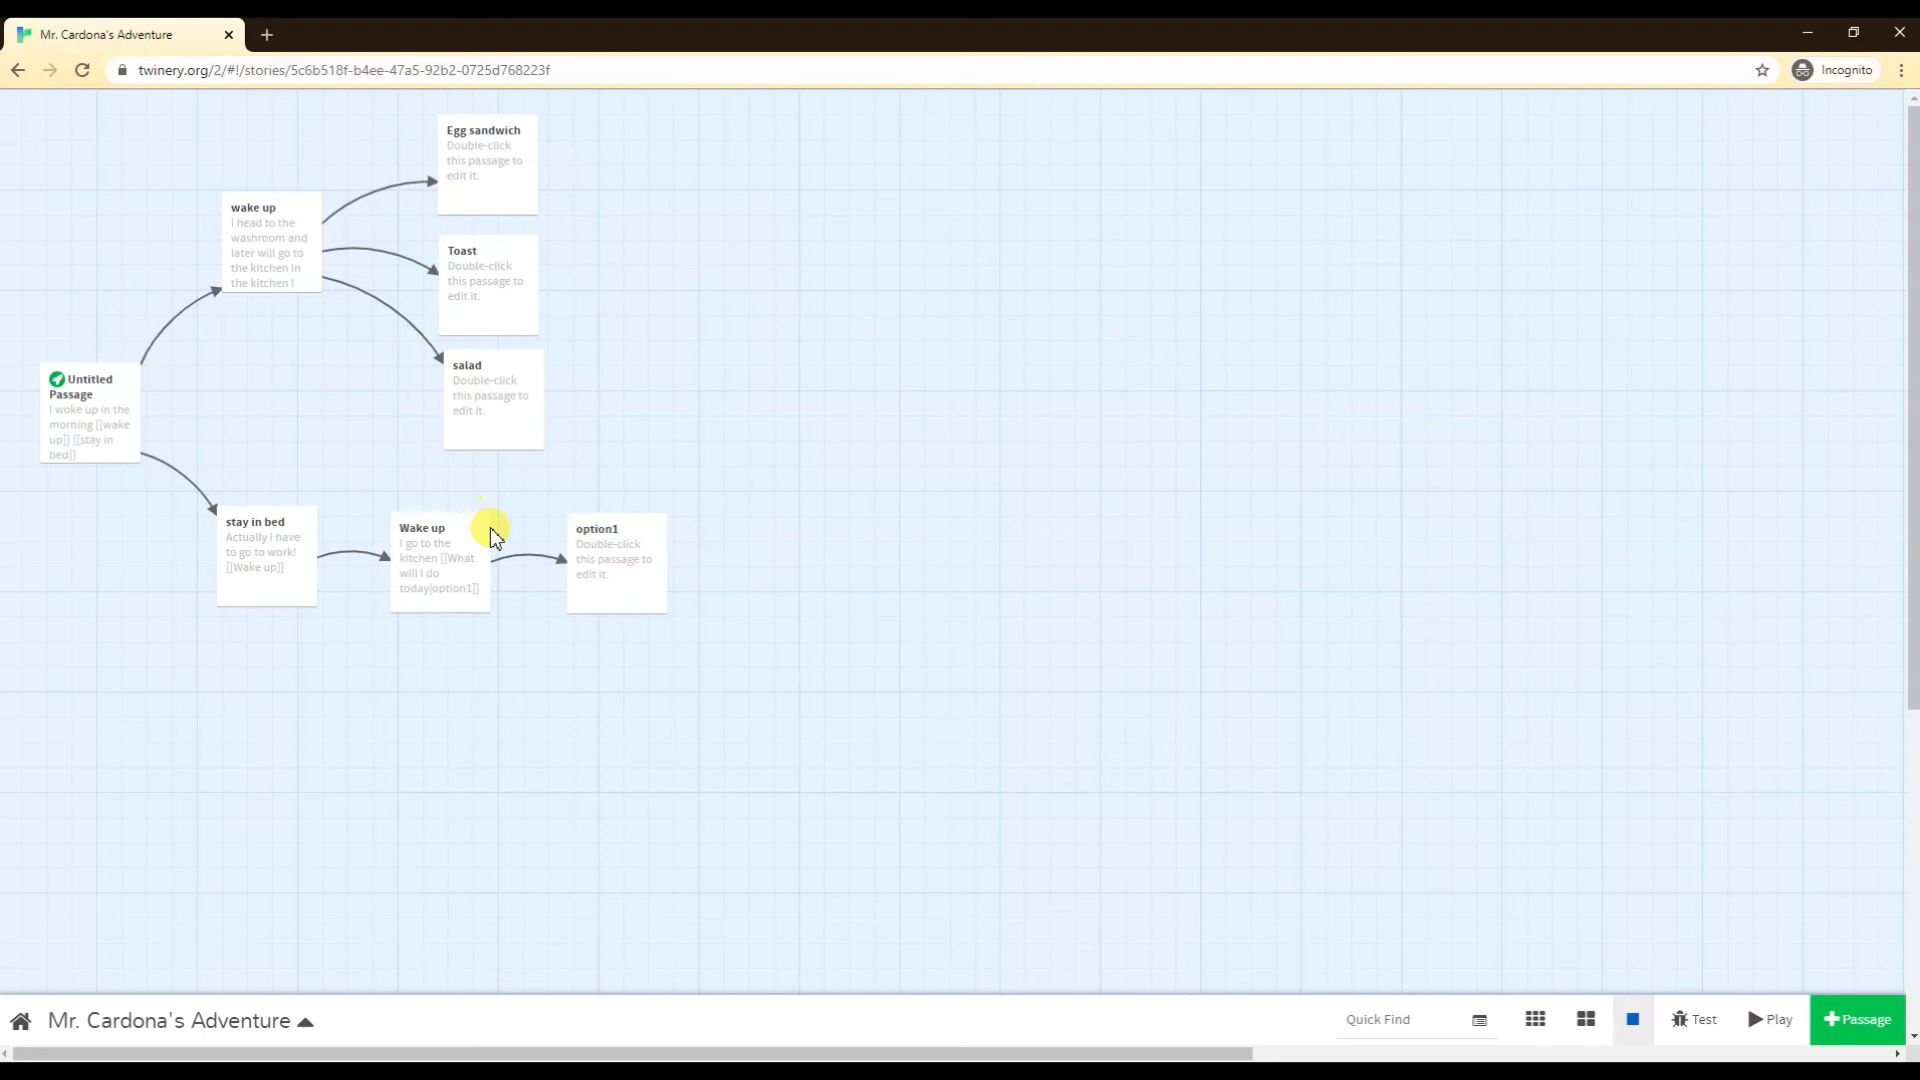 Mr. Cardona's Adventure
twinery.org/2/#!/stories/5c6b518f-b4ee-47a5-92b2-0725d768223f
Incognito
Egg sandwich
Double-click
this passage to
edit it.
wake up
I head to the
washroom and
later will go to
the kitchen In
the kitchen I
Toast
Double-click
this passage to
edit it.
salad
Double-click
this passage to
edit it.
Untitled
Passage
I woke up in the
morning [[wake
up]] [[stay in
bed]]
stay in bed
Actually I have
to go to work!
[[Wake up]]
Wake up
I go to the
kitchen [[What
will I do
today|option1]]
option1
Double-click
this passage to
edit it.
Mr. Cardona's Adventure
Quick Find
Test
Play
+Passage